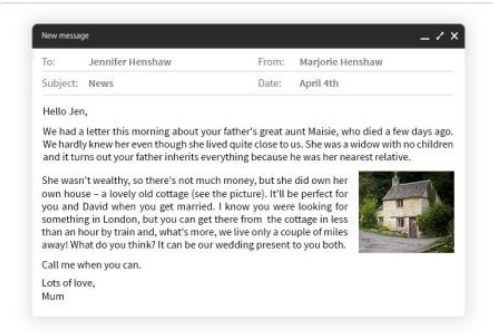 New message
To: Jennifer Henshaw From: Marjorie Henshaw
Subject: News Date: April 4th
Hello Jen,
We had a letter this morning about your father's great aunt Maisie, who died a few days ago.
We hardly knew her even though she lived quite close to us. She was a widow with no children
and it turns out your father inherits everything because he was her nearest relative.
She wasn't wealthy, so there's not much money, but she did own her
own house – a lovely old cottage (see the picture). It'll be perfect for
you and David when you get married. I know you were looking for
something in London, but you can get there from the cottage in less
than an hour by train and, what's more, we live only a couple of miles
away! What do you think? It can be our wedding present to you both.
Call me when you can.
Lots of love,
Mum